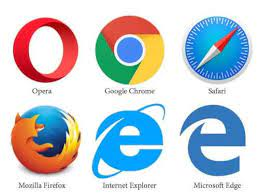 Opera
Google Chrome
Safari
Mozilla Firefox
Internet Explorer
Microsoft Edge